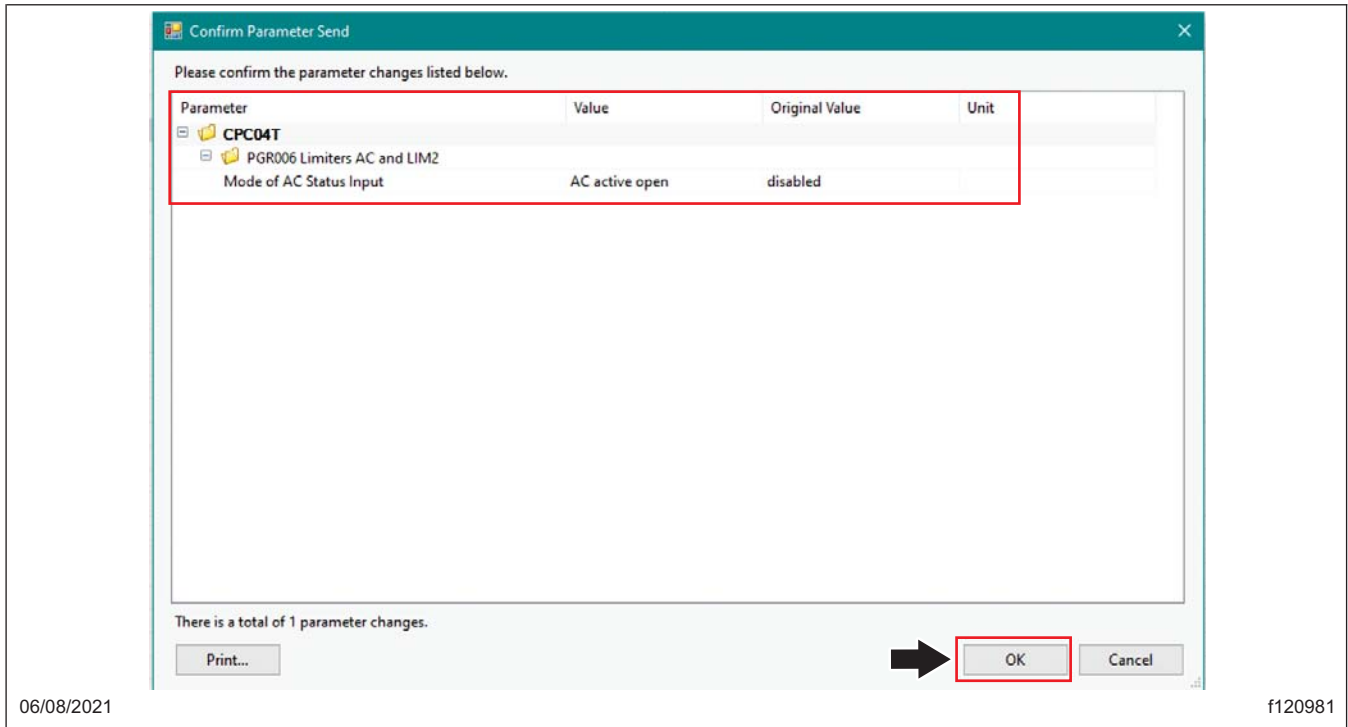 Confirm Parameter Send
Please confirm the parameter changes listed below.
Parameter Value Original Value Unit
CPC04T
PGR006 Limiters AC and LIM2
Mode of AC Status Input AC active open disabled
There is a total of 1 parameter changes.
Print... OK Cancel
06/08/2021 f120981